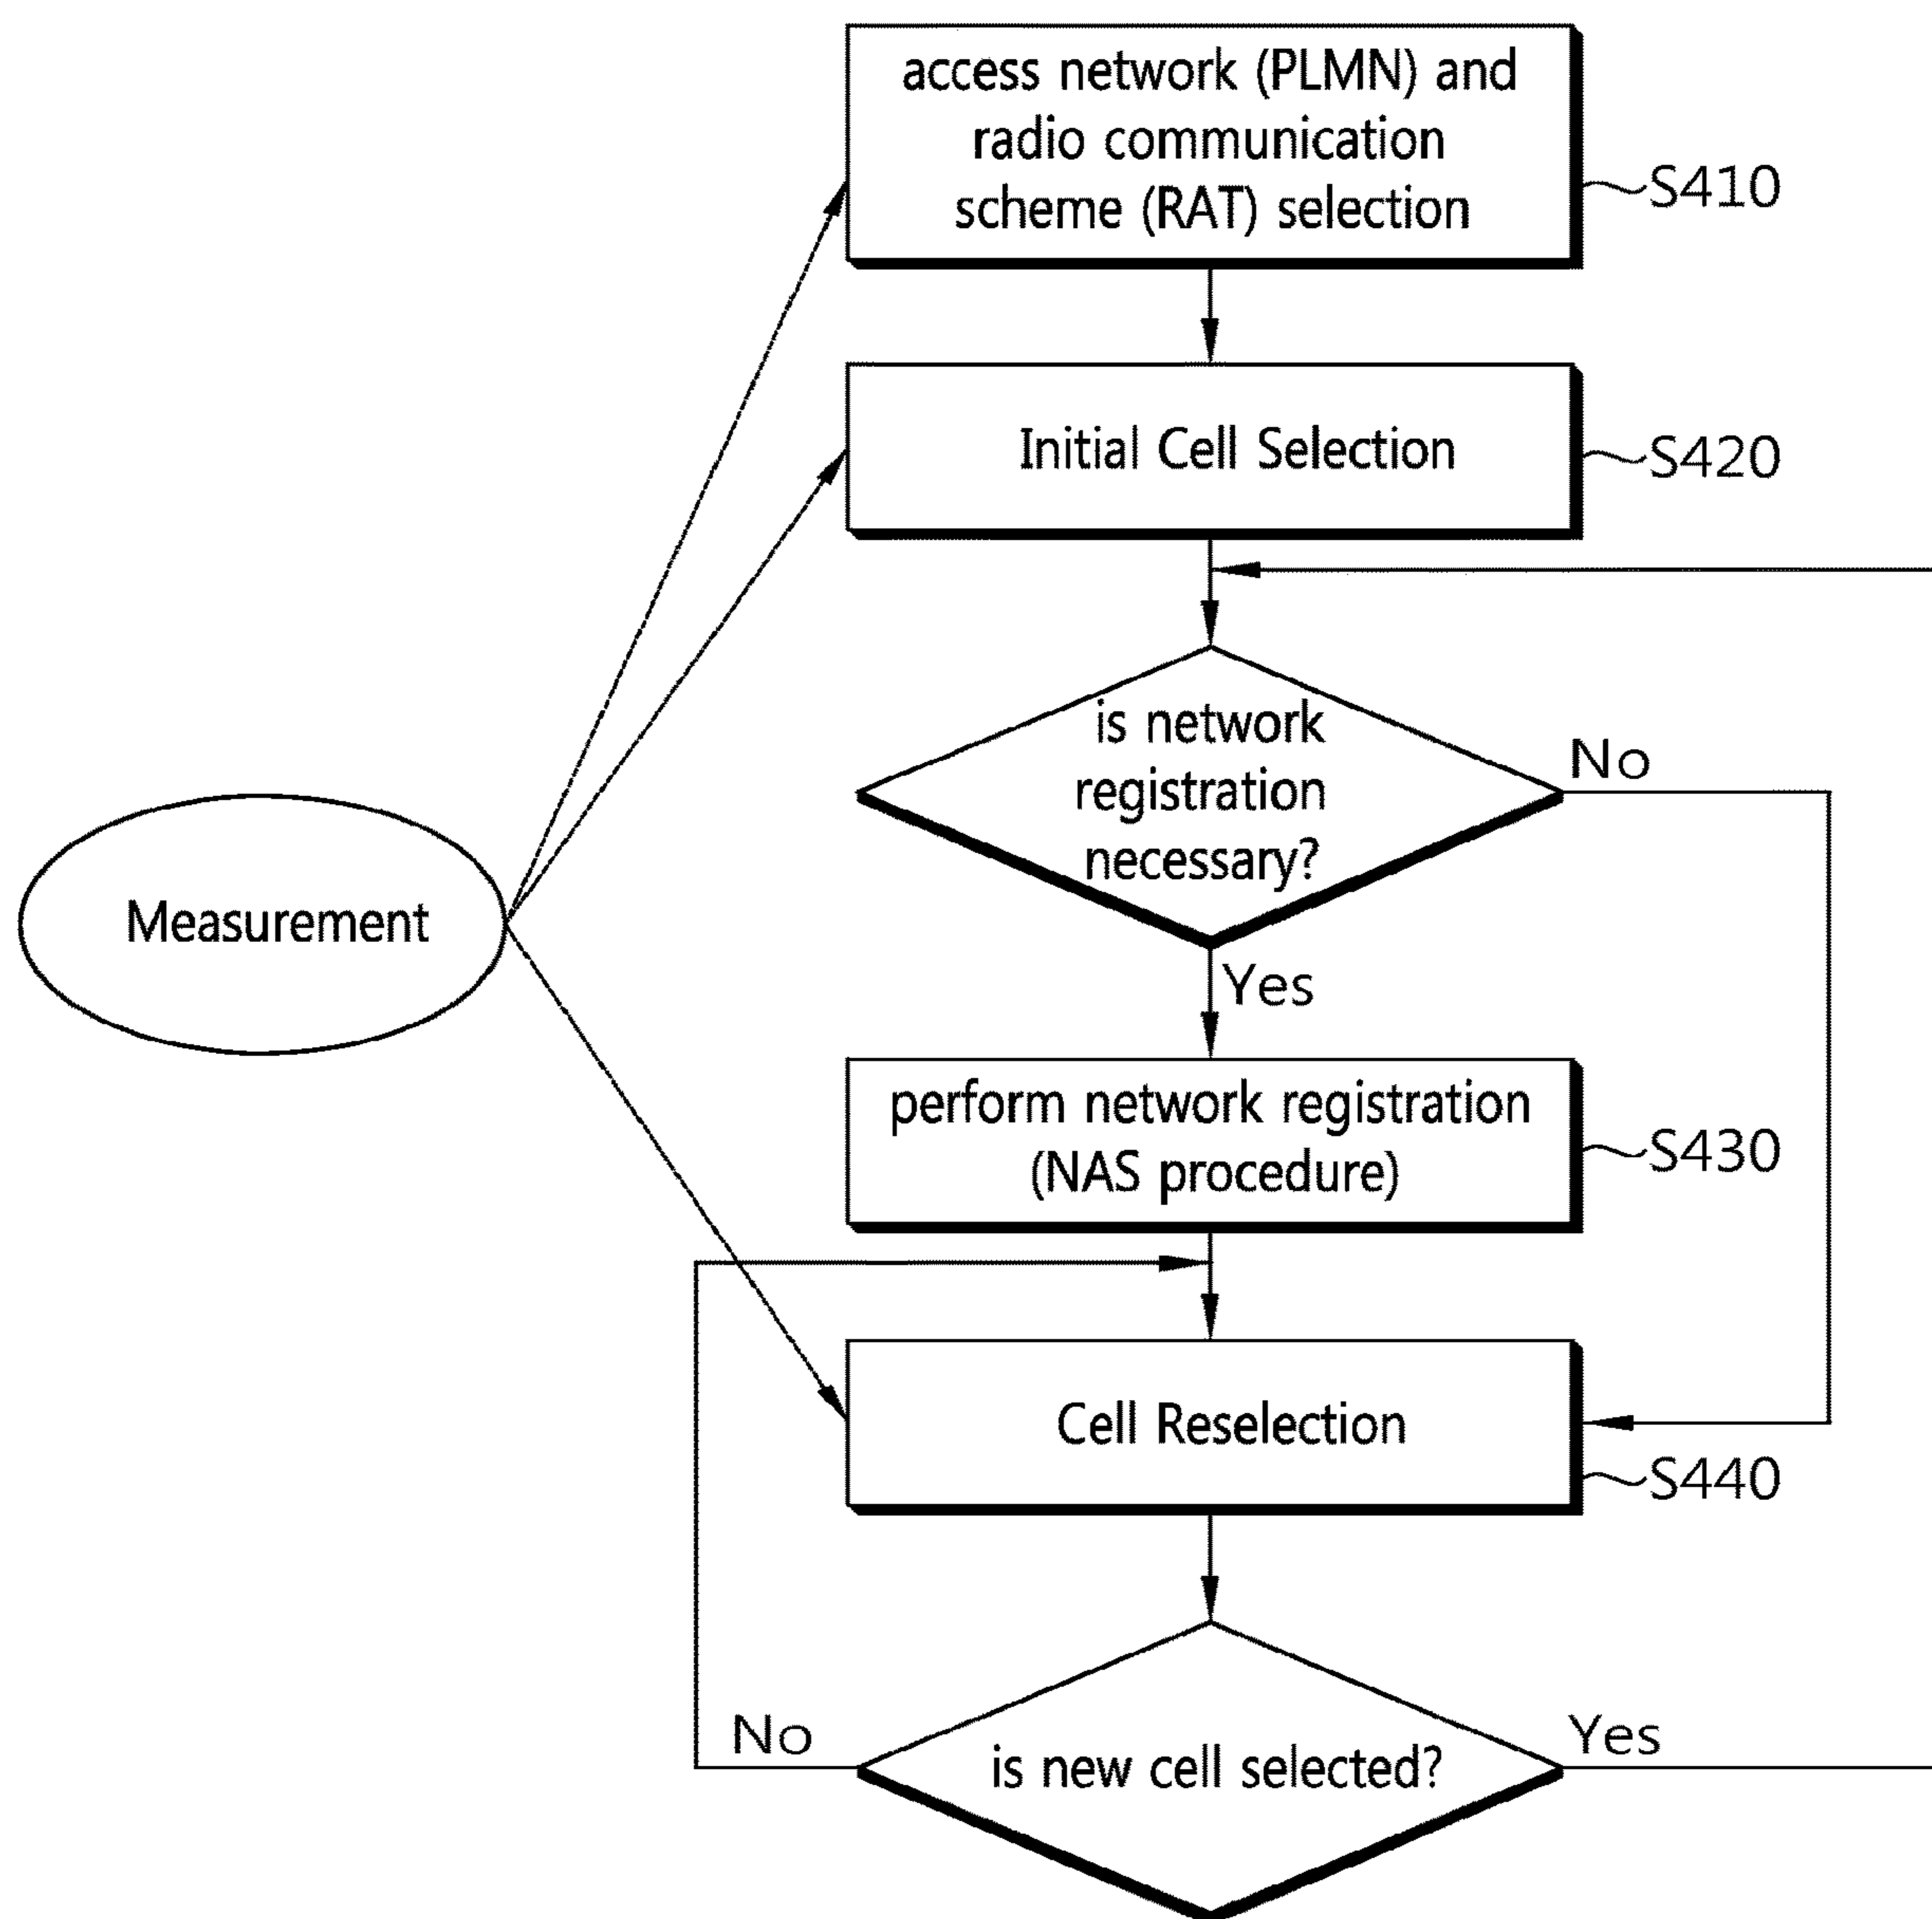 access network (PLMN) and
radio communication
scheme (RAT) selection
S410
Initial Cell Selection
S420
is network
registration
necessary?
No
Measurement
Yes
perform network registration
(NAS procedure)
S430
Cell Reselection
S440
No
is new cell selected?
Yes